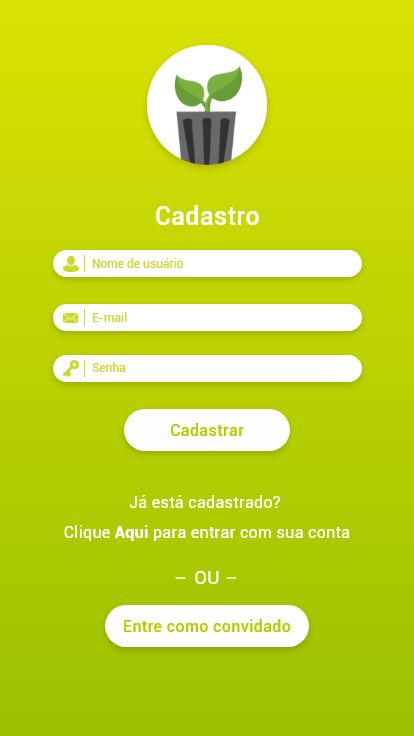 Cadastro
Nome de usuário
E-mail
Senha
Cadastrar
Já está cadastrado?
Clique Aqui para entrar com sua conta
– OU –
Entre como convidado